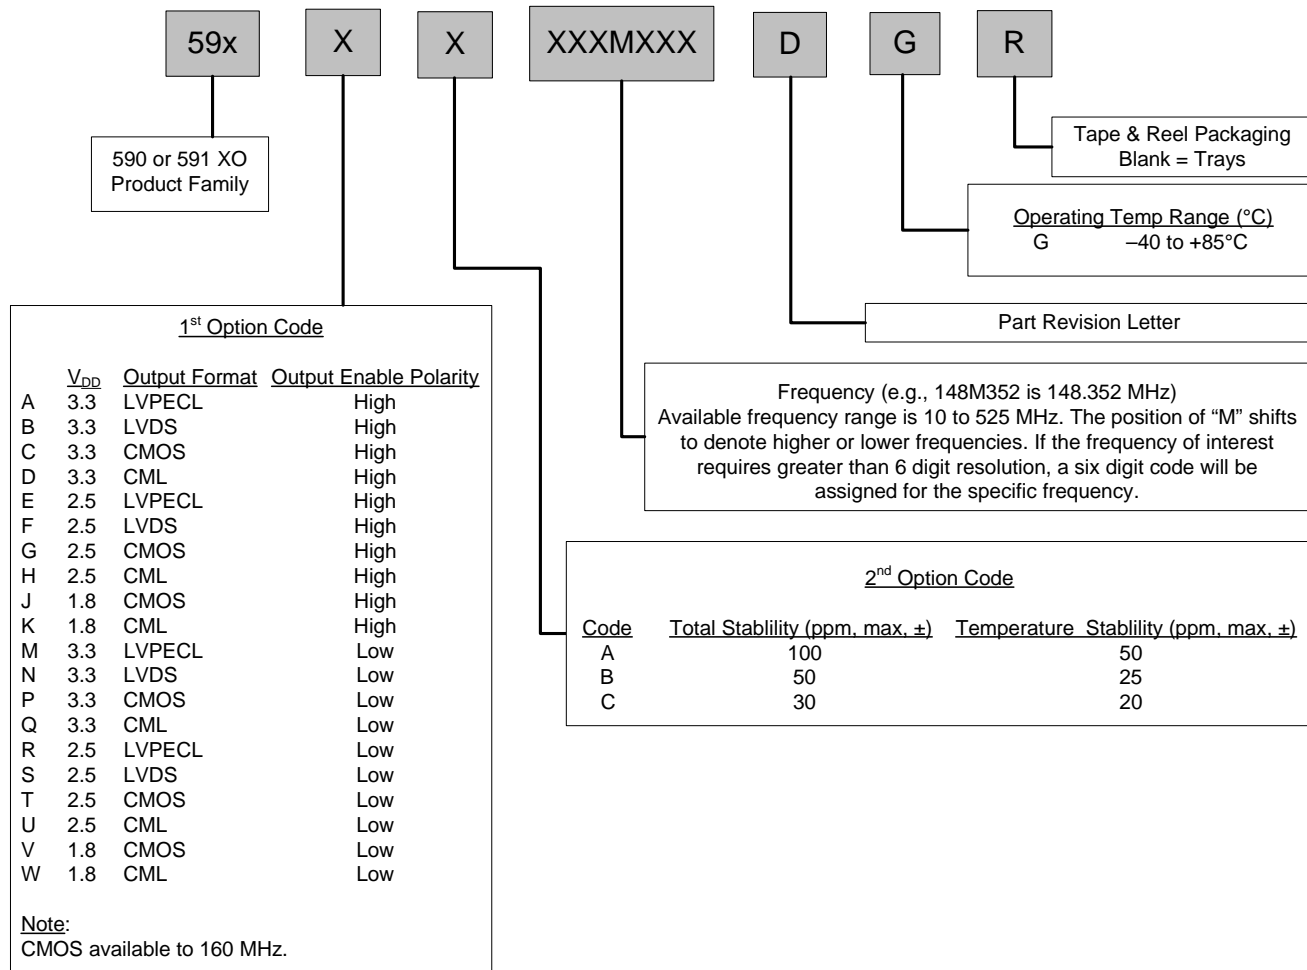 59x X X XXXMXXX D G R
590 or 591 XO
Product Family
Tape & Reel Packaging
Blank = Trays
Operating Temp Range (°C)
G –40 to +85°C
Part Revision Letter
Frequency (e.g., 148M352 is 148.352 MHz)
Available frequency range is 10 to 525 MHz. The position of “M” shifts
to denote higher or lower frequencies. If the frequency of interest
requires greater than 6 digit resolution, a six digit code will be
assigned for the specific frequency.
1st Option Code
VDD Output Format Output Enable Polarity
A 3.3 LVPECL High
B 3.3 LVDS High
C 3.3 CMOS High
D 3.3 CML High
E 2.5 LVPECL High
F 2.5 LVDS High
G 2.5 CMOS High
H 2.5 CML High
J 1.8 CMOS High
K 1.8 CML High
M 3.3 LVPECL Low
N 3.3 LVDS Low
P 3.3 CMOS Low
Q 3.3 CML Low
R 2.5 LVPECL Low
S 2.5 LVDS Low
T 2.5 CMOS Low
U 2.5 CML Low
V 1.8 CMOS Low
W 1.8 CML Low
Note:
CMOS available to 160 MHz.
2nd Option Code
Code Total Stablility (ppm, max, ±) Temperature Stablility (ppm, max, ±)
A 100 50
B 50 25
C 30 20